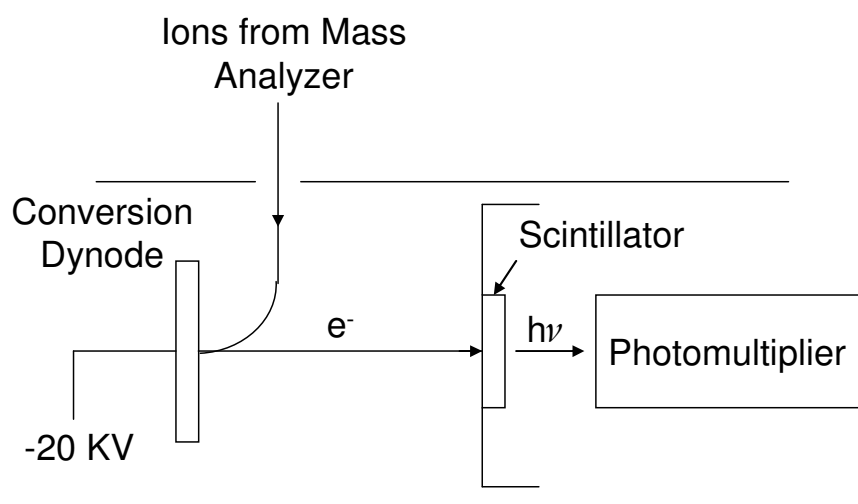 Ions from Mass
Analyzer
Conversion
Dynode
Scintillator
e-
hν
Photomultiplier
-20 KV